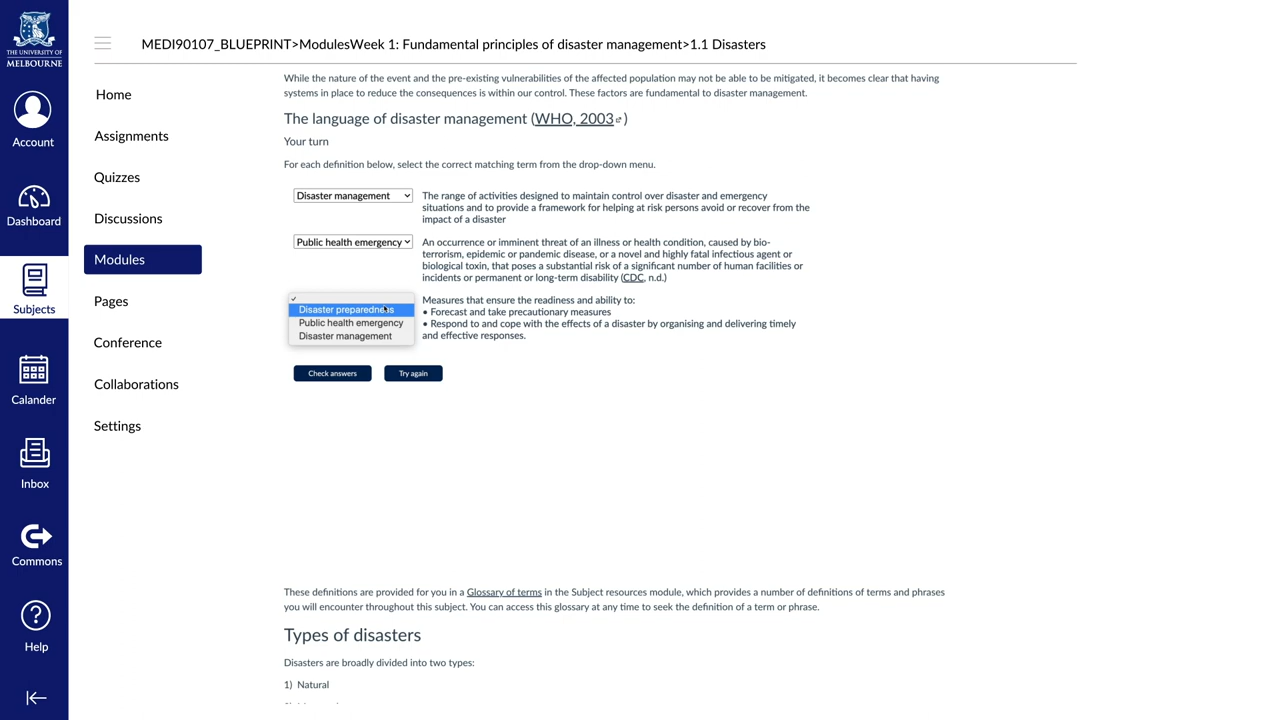 THE UNIVERSITY OF
MELBOURNE
Account
Dashboard
Subjects
Calander
Inbox
Commons
Help
MEDI90107_BLUEPRINT>ModulesWeek 1: Fundamental principles of disaster management>1.1 Disasters
Home
Assignments
Quizzes
Discussions
Modules
Pages
Conference
Collaborations
Settings
While the nature of the event and the pre-existing vulnerabilities of the affected population may not be able to be mitigated, it becomes clear that having
systems in place to reduce the consequences is within our control. These factors are fundamental to disaster management.
The language of disaster management (WHO, 2003)
Your turn
For each definition below, select the correct matching term from the drop-down menu.
Disaster management
The range of activities designed to maintain control over disaster and emergency
situations and to provide a framework for helping at risk persons avoid or recover from the
impact of a disaster
Public health emergency
An occurrence or imminent threat of an illness or health condition, caused by bio-
terrorism, epidemic or pandemic disease, or a novel and highly fatal infectious agent or
biological toxin, that poses a substantial risk of a significant number of human facilities or
incidents or permanent or long-term disability (CDC, n.d.)
✓
Disaster preparedness
Public health emergency
Disaster management
Measures that ensure the readiness and ability to:
• Forecast and take precautionary measures
• Respond to and cope with the effects of a disaster by organising and delivering timely
and effective responses.
Check answers
Try again
These definitions are provided for you in a Glossary of terms in the Subject resources module, which provides a number of definitions of terms and phrases
you will encounter throughout this subject. You can access this glossary at any time to seek the definition of a term or phrase.
Types of disasters
Disasters are broadly divided into two types:
1) Natural